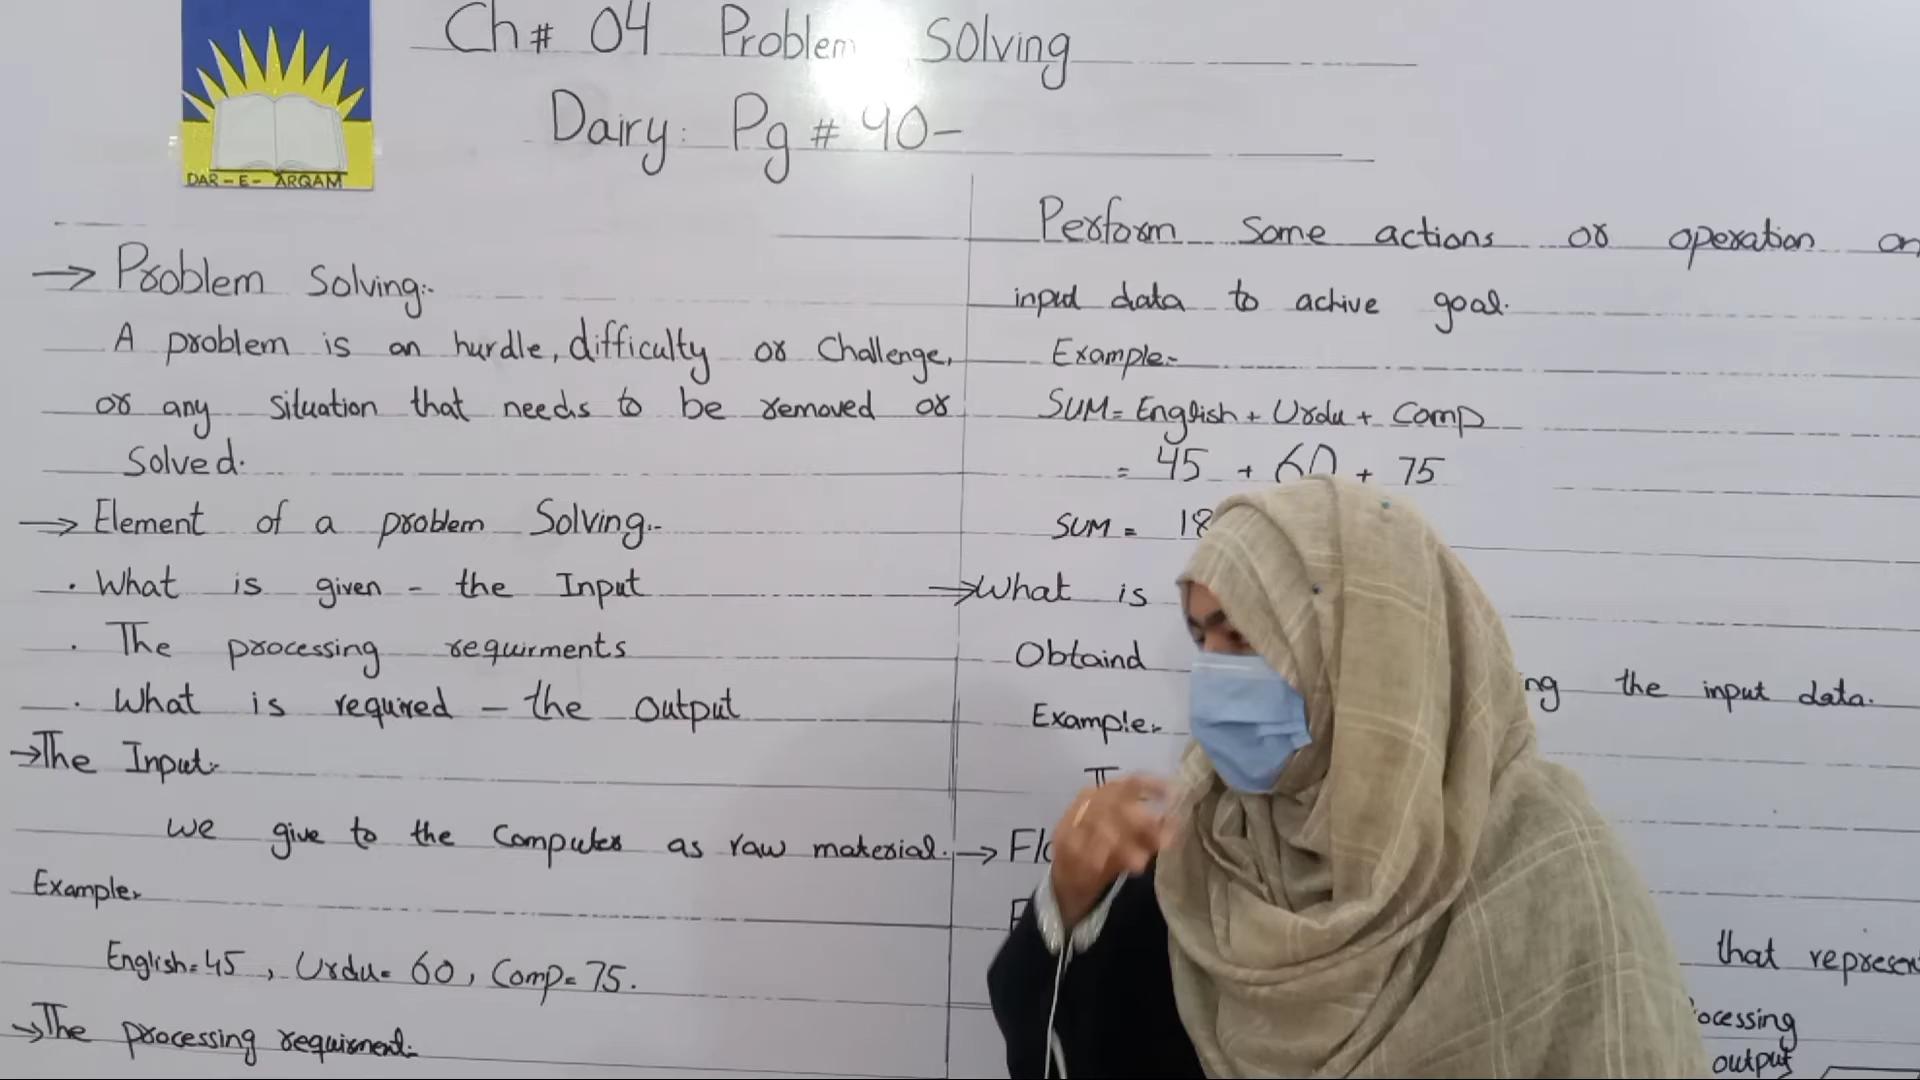 Ch# 04 Problem Solving
Dairy: Pg # 40-
DAR-E-ARQAM
→ Problem Solving:-
A problem is an hurdle, difficulty or Challenge,
or any situation that needs to be removed or
Solved.
→ Element of a problem Solving:-
. What is given - the Input
. The processing requirments
. What is required - the output
→ The Input:-
We give to the Computer as raw material.
Example:-
English=45, Urdu= 60, Comp= 75.
→ The processing requirment:-
Perform Some actions or operation on
input data to achive goal.
Example:-
SUM= English + Urdu + Comp
= 45 + 60 + 75
SUM = 18
→ What is
Obtaind the input data.
Example:-
→
that represen
output